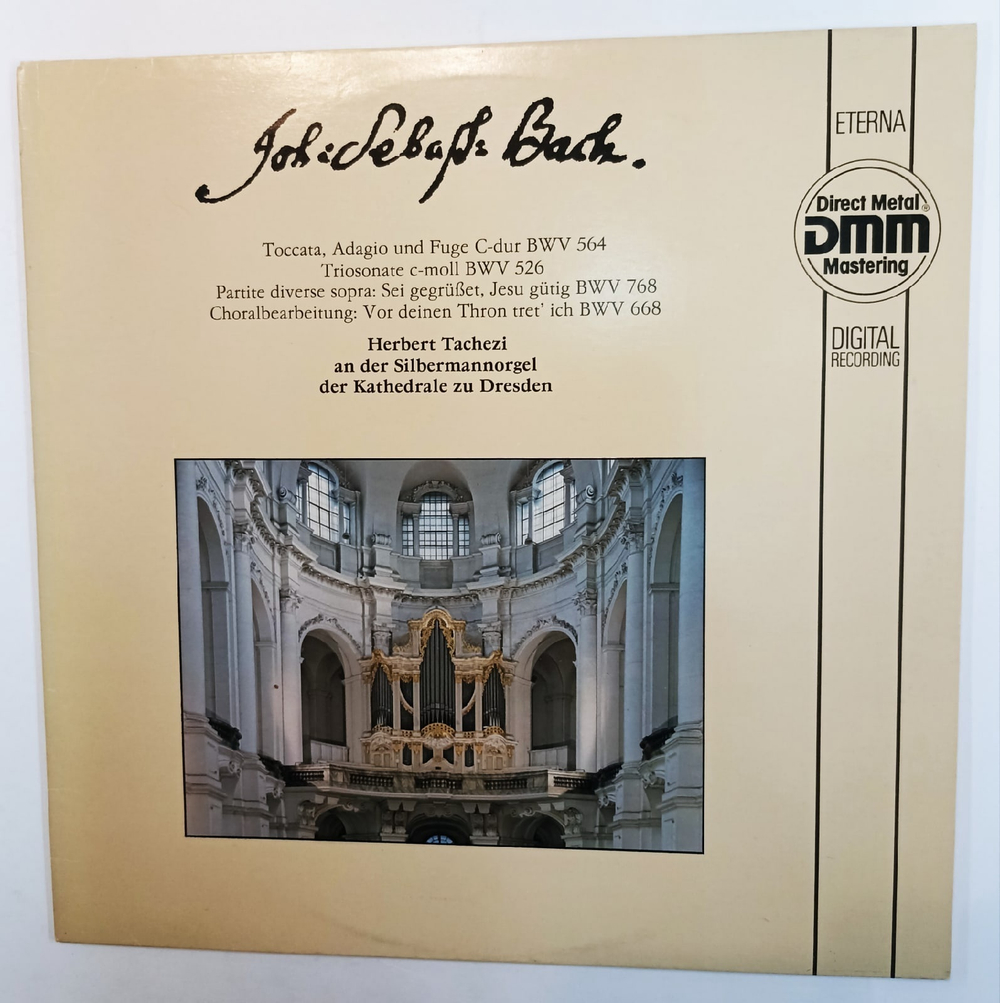 Joh: Sebast: Bach.
Toccata, Adagio und Fuge C-dur BWV 564
Triosonate c-moll BWV 526
Partite diverse sopra: Sei gegrüßet, Jesu gütig BWV 768
Choralbearbeitung: Vor deinen Thron tret’ ich BWV 668
Herbert Tachezi
an der Silbermannorgel
der Kathedrale zu Dresden
ETERNA
Direct Metal®
DMM
Mastering
DIGITAL
RECORDING